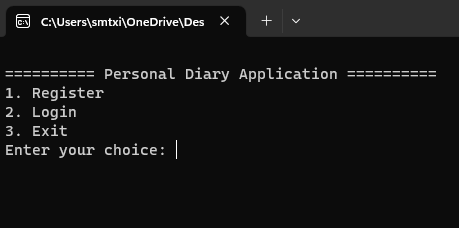 C:\Users\smtxi\OneDrive\Des
========== Personal Diary Application ==========
1. Register
2. Login
3. Exit
Enter your choice: